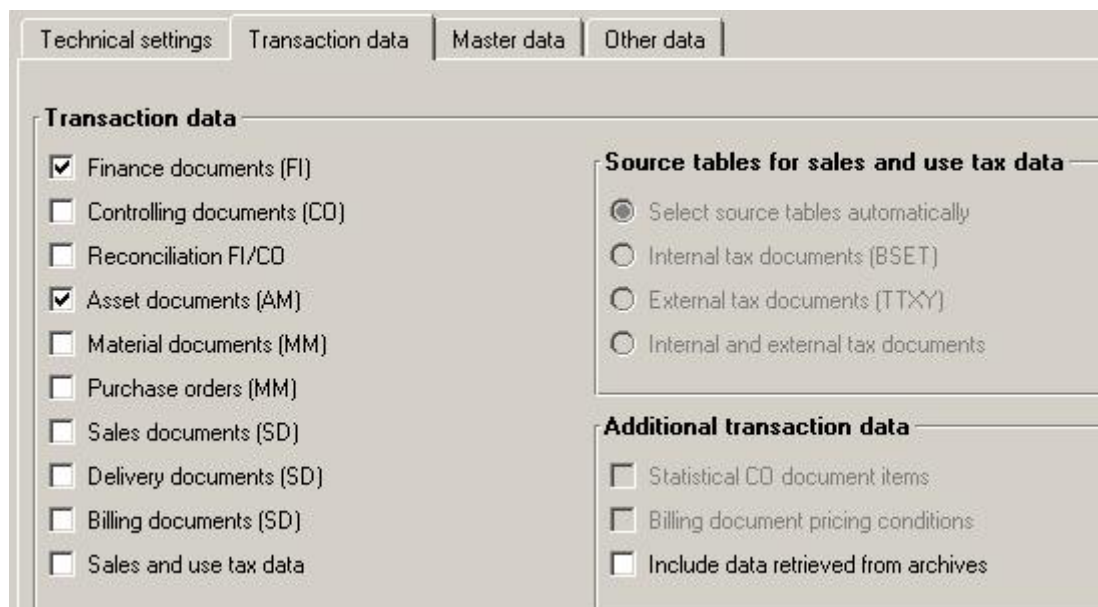 Technical settings
Transaction data
Master data
Other data
Transaction data
Finance documents (FI)
Controlling documents (CO)
Reconciliation FI/CO
Asset documents (AM)
Material documents (MM)
Purchase orders (MM)
Sales documents (SD)
Delivery documents (SD)
Billing documents (SD)
Sales and use tax data
Source tables for sales and use tax data
Select source tables automatically
Internal tax documents (BSET)
External tax documents (TTXY)
Internal and external tax documents
Additional transaction data
Statistical CO document items
Billing document pricing conditions
Include data retrieved from archives